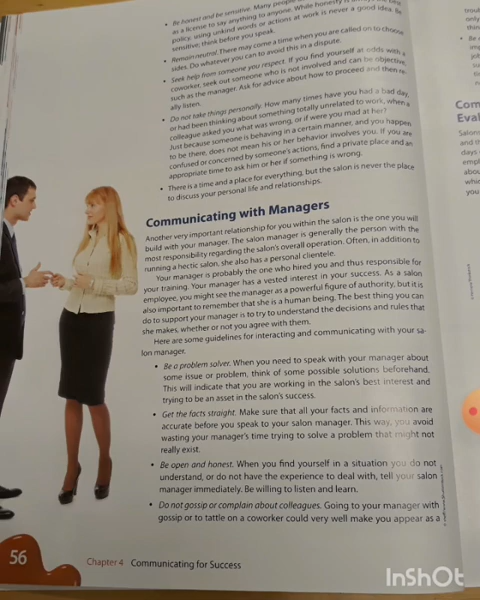 • Be honest and be sensitive. Many people
as a license to say anything to anyone. While honesty is always the best
policy, using unkind words or actions at work is never a good idea. Be
sensitive; think before you speak.
• Remain neutral. There may come a time when you are called on to choose
sides. Do whatever you can to avoid this in a dispute.
• Seek help from someone you respect. If you find yourself at odds with a
coworker, seek out someone who is not involved and can be objective,
such as the manager. Ask for advice about how to proceed and then re-
ally listen.
• Do not take things personally. How many times have you had a bad day,
or had been thinking about something totally unrelated to work, when a
colleague asked you what was wrong, or if you were mad at her?
Just because someone is behaving in a certain manner, and you happen
to be there, does not mean his or her behavior involves you. If you are
confused or concerned by someone's actions, find a private place and an
appropriate time to ask him or her if something is wrong.
• There is a time and a place for everything, but the salon is never the place
to discuss your personal life and relationships.
Communicating with Managers
Another very important relationship for you within the salon is the one you will
build with your manager. The salon manager is generally the person with the
most responsibility regarding the salon's overall operation. Often, in addition to
running a hectic salon, she also has a personal clientele.
Your manager is probably the one who hired you and thus responsible for
your training. Your manager has a vested interest in your success. As a salon
employee, you might see the manager as a powerful figure of authority, but it is
also important to remember that she is a human being. The best thing you can
do to support your manager is to try to understand the decisions and rules that
she makes, whether or not you agree with them.
Here are some guidelines for interacting and communicating with your sa-
lon manager.
• Be a problem solver. When you need to speak with your manager about
some issue or problem, think of some possible solutions beforehand.
This will indicate that you are working in the salon's best interest and
trying to be an asset in the salon's success.
• Get the facts straight. Make sure that all your facts and information are
accurate before you speak to your salon manager. This way, you avoid
wasting your manager's time trying to solve a problem that might not
really exist.
• Be open and honest. When you find yourself in a situation you do not
understand, or do not have the experience to deal with, tell your salon
manager immediately. Be willing to listen and learn.
• Do not gossip or complain about colleagues. Going to your manager with
gossip or to tattle on a coworker could very well make you appear as a
56
Chapter 4 Communicating for Success
Com
Eval
Salons
and th
days
empl
abou
whic
you
InShOt